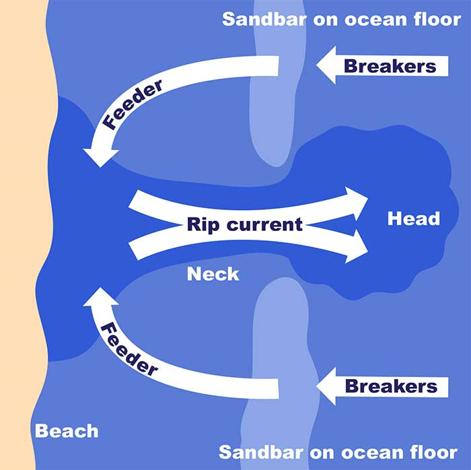 Sandbar on ocean floor
Breakers
Feeder
Rip current
Head
Neck
Feeder
Breakers
Beach
Sandbar on ocean floor